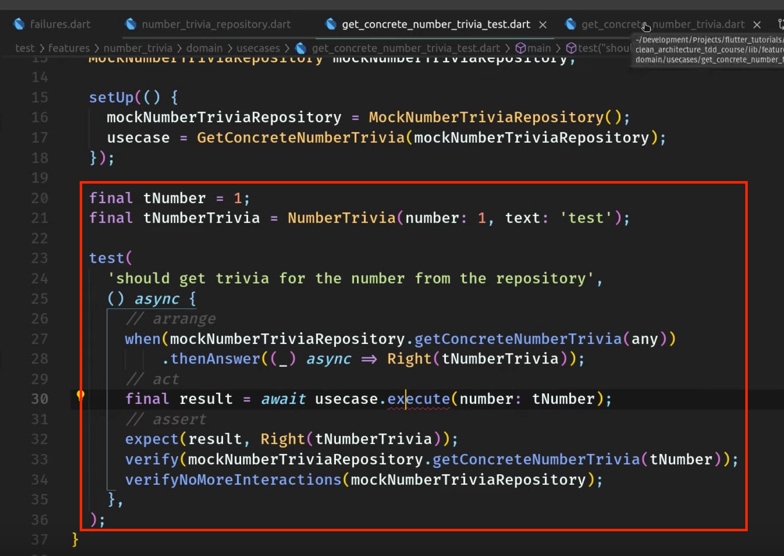 failures.dart number_trivia_repository.dart get_concrete_number_trivia_test.dart × get_concrete_number_trivia.dart ×
test > features > number_trivia > domain > usecases > get_concrete_number_trivia_test.dart > main > test("shou
~/Development/Projects/flutter_tutorials/
clean_architecture_tdd_course/lib/featur
domain/usecases/get_concrete_number_t
13 MockNumberTriviaRepository mockNumberTriviaRepository;
14
15 setUp(() {
16 mockNumberTriviaRepository = MockNumberTriviaRepository();
17 usecase = GetConcreteNumberTrivia(mockNumberTriviaRepository);
18 });
19
20 final tNumber = 1;
21 final tNumberTrivia = NumberTrivia(number: 1, text: 'test');
22
23 test(
24 'should get trivia for the number from the repository',
25 () async {
26 // arrange
27 when(mockNumberTriviaRepository.getConcreteNumberTrivia(any))
28 .thenAnswer((_) async => Right(tNumberTrivia));
29 // act
30 final result = await usecase.execute(number: tNumber);
31 // assert
32 expect(result, Right(tNumberTrivia));
33 verify(mockNumberTriviaRepository.getConcreteNumberTrivia(tNumber));
34 verifyNoMoreInteractions(mockNumberTriviaRepository);
35 },
36 );
37 }